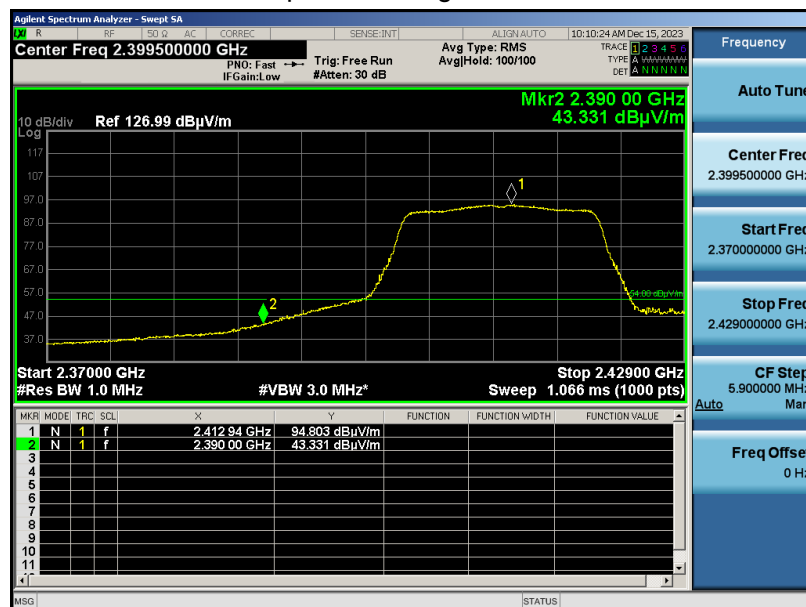 Agilent Spectrum Analyzer - Swept SA
LXI R RF 50 Ω AC CORREC SENSE:INT ALIGN AUTO 10:10:24 AM Dec 15, 2023
Center Freq 2.399500000 GHz
PNO: Fast
IFGain:Low
Trig: Free Run
#Atten: 30 dB
Avg Type: RMS
Avg|Hold: 100/100
TRACE 1 2 3 4 5 6
TYPE A WWWWW
DET A N N N N N
Mkr2 2.390 00 GHz
43.331 dBµV/m
10 dB/div Ref 126.99 dBµV/m
Log
117
107
97.0
87.0
77.0
67.0
57.0
47.0
37.0
1
2
54.00 dBµV/m
Start 2.37000 GHz Stop 2.42900 GHz
#Res BW 1.0 MHz #VBW 3.0 MHz* Sweep 1.066 ms (1000 pts)
MKR MODE TRC SCL X Y FUNCTION FUNCTION WIDTH FUNCTION VALUE
1 N 1 f 2.412 94 GHz 94.803 dBµV/m
2 N 1 f 2.390 00 GHz 43.331 dBµV/m
3
4
5
6
7
8
9
10
11
MSG STATUS
Frequency
Auto Tune
Center Freq
2.399500000 GHz
Start Freq
2.370000000 GHz
Stop Freq
2.429000000 GHz
CF Step
5.900000 MHz
Auto Man
Freq Offset
0 Hz